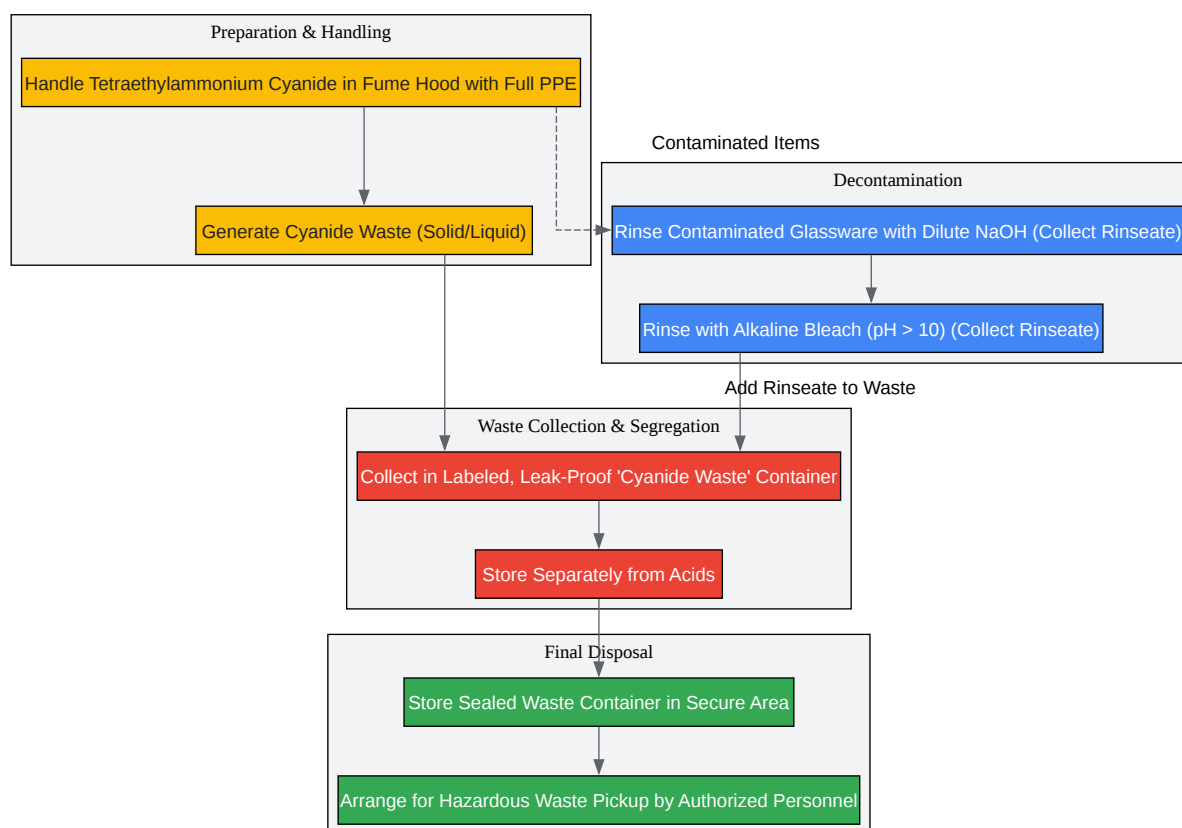 Preparation & Handling
Handle Tetraethylammonium Cyanide in Fume Hood with Full PPE
Generate Cyanide Waste (Solid/Liquid)
Contaminated Items
Decontamination
Rinse Contaminated Glassware with Dilute NaOH (Collect Rinseate)
Rinse with Alkaline Bleach (pH > 10) (Collect Rinseate)
Add Rinseate to Waste
Waste Collection & Segregation
Collect in Labeled, Leak-Proof 'Cyanide Waste' Container
Store Separately from Acids
Final Disposal
Store Sealed Waste Container in Secure Area
Arrange for Hazardous Waste Pickup by Authorized Personnel